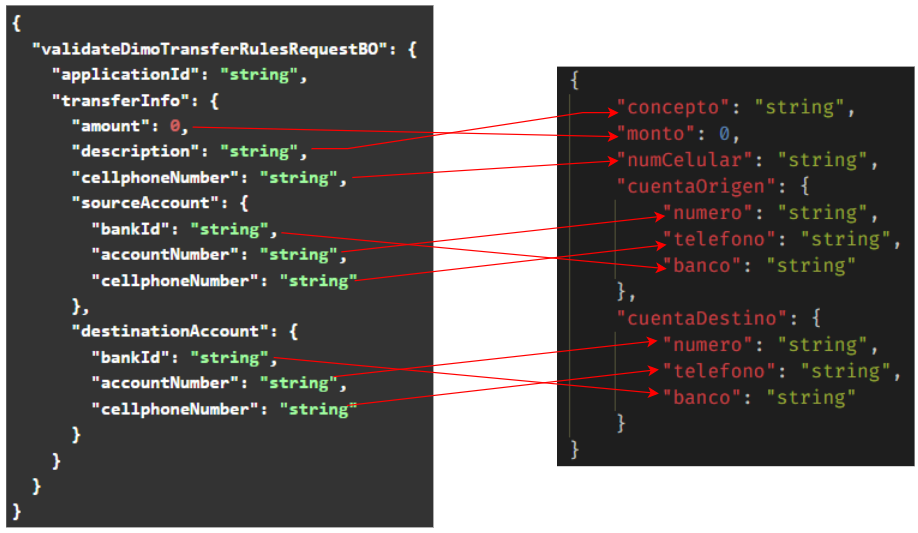 {
"validateDimoTransferRulesRequestBO": {
"applicationId": "string",
"transferInfo": {
"amount": 0,
"description": "string",
"cellphoneNumber": "string",
"sourceAccount": {
"bankId": "string",
"accountNumber": "string",
"cellphoneNumber": "string"
},
"destinationAccount": {
"bankId": "string",
"accountNumber": "string",
"cellphoneNumber": "string"
}
}
}
}
{
"concepto": "string",
"monto": 0,
"numCelular": "string",
"cuentaOrigen": {
"numero": "string",
"telefono": "string",
"banco": "string"
},
"cuentaDestino": {
"numero": "string",
"telefono": "string",
"banco": "string"
}
}